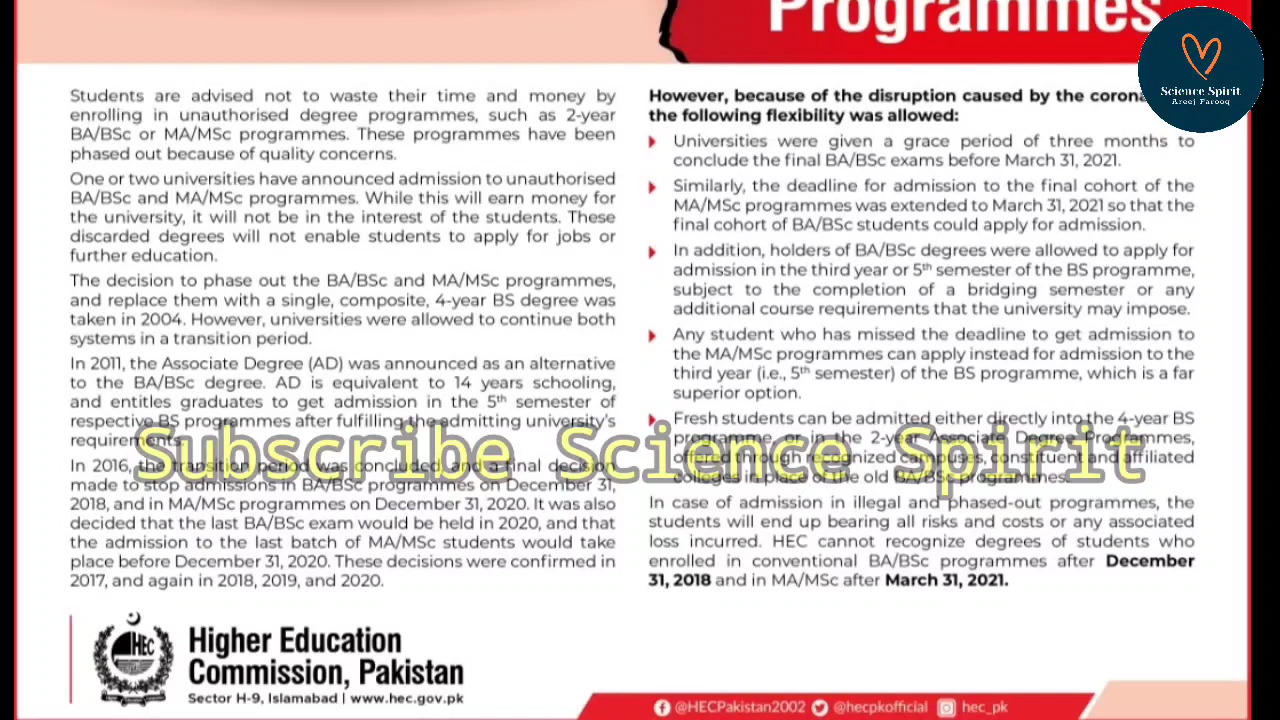 Programmes
Science Spirit
Areej Farooq
Students are advised not to waste their time and money by
enrolling in unauthorised degree programmes, such as 2-year
BA/BSc or MA/MSc programmes. These programmes have been
phased out because of quality concerns.
One or two universities have announced admission to unauthorised
BA/BSc and MA/MSc programmes. While this will earn money for
the university, it will not be in the interest of the students. These
discarded degrees will not enable students to apply for jobs or
further education.
The decision to phase out the BA/BSc and MA/MSc programmes,
and replace them with a single, composite, 4-year BS degree was
taken in 2004. However, universities were allowed to continue both
systems in a transition period.
In 2011, the Associate Degree (AD) was announced as an alternative
to the BA/BSc degree. AD is equivalent to 14 years schooling,
and entitles graduates to get admission in the 5th semester of
respective BS programmes after fulfilling the admitting university's
requirements.
In 2016, the transition period was concluded, and a final decision
made to stop admissions in BA/BSc programmes on December 31,
2018, and in MA/MSc programmes on December 31, 2020. It was also
decided that the last BA/BSc exam would be held in 2020, and that
the admission to the last batch of MA/MSc students would take
place before December 31, 2020. These decisions were confirmed in
2017, and again in 2018, 2019, and 2020.
However, because of the disruption caused by the
the following flexibility was allowed:
Universities were given a grace period of three months to
conclude the final BA/BSc exams before March 31, 2021.
Similarly, the deadline for admission to the final cohort of the
MA/MSc programmes was extended to March 31, 2021 so that the
final cohort of BA/BSc students could apply for admission.
In addition, holders of BA/BSc degrees were allowed to apply for
admission in the third year or 5th semester of the BS programme,
subject to the completion of a bridging semester or any
additional course requirements that the university may impose.
Any student who has missed the deadline to get admission to
the MA/MSc programmes can apply instead for admission to the
third year (i.e., 5th semester) of the BS programme, which is a far
superior option.
Fresh students can be admitted either directly into the 4-year BS
programme, or in the 2-year Associate Degree Programmes,
offered through recognized campuses, constituent and affiliated
colleges in place of the old BA/BSc programmes.
In case of admission in illegal and phased-out programmes, the
students will end up bearing all risks and costs or any associated
loss incurred. HEC cannot recognize degrees of students who
enrolled in conventional BA/BSc programmes after December
31, 2018 and in MA/MSc after March 31, 2021.
Subscribe Science Spirit
HEC
Higher Education
Commission, Pakistan
Sector H-9, Islamabad | www.hec.gov.pk
@HECPakistan2002 @hecpkofficial hec_pk